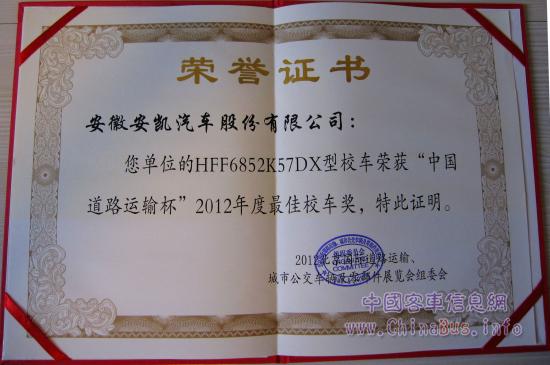 荣誉证书
安徽安凯汽车股份有限公司：
您单位的HFF6852K57DX型校车荣获“中国
道路运输杯”2012年度最佳校车奖，特此证明。
2012北京国际道路运输、
城市公交车辆及零部件展览会组委会
COMMITTEE
中國客車信息網
www.ChinaBus.info